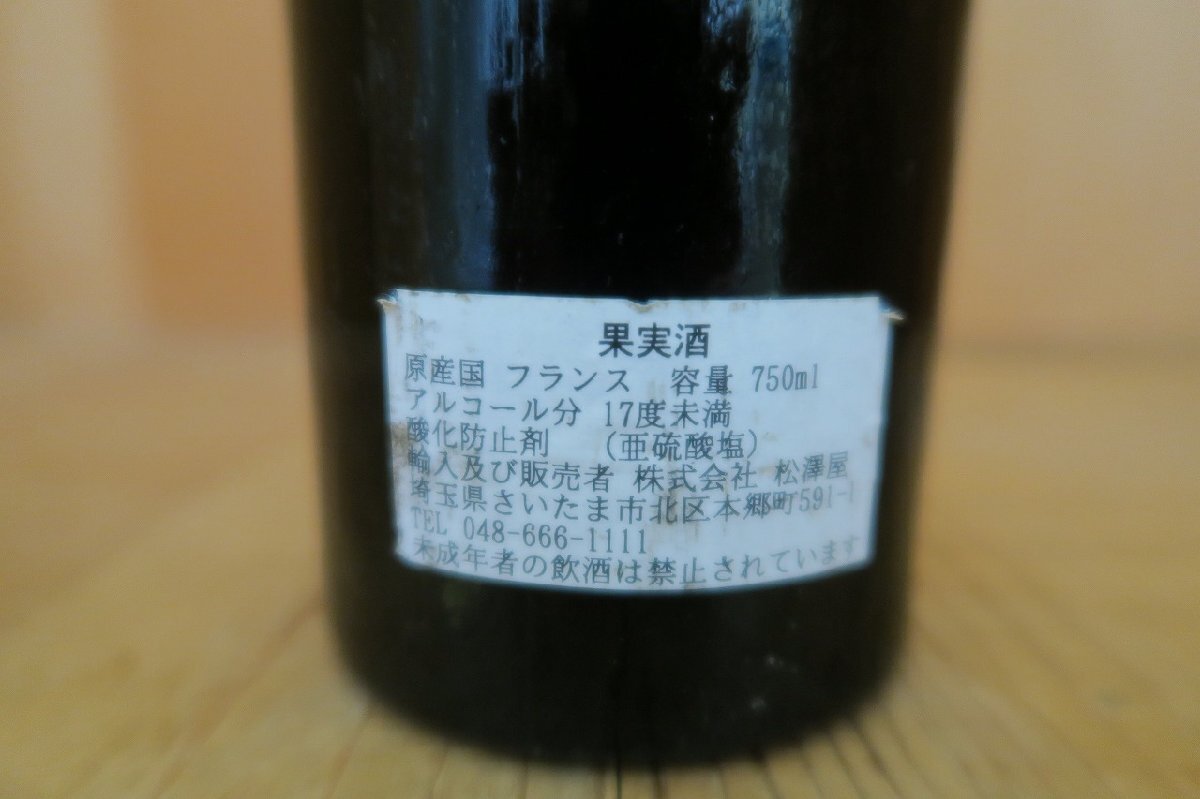 果実酒
原産国 フランス 容量 750ml
アルコール分 17度未満
酸化防止剤 （亜硫酸塩）
輸入及び販売者 株式会社 松澤屋
埼玉県さいたま市北区本郷町591-1
TEL 048-666-1111
未成年者の飲酒は禁止されています